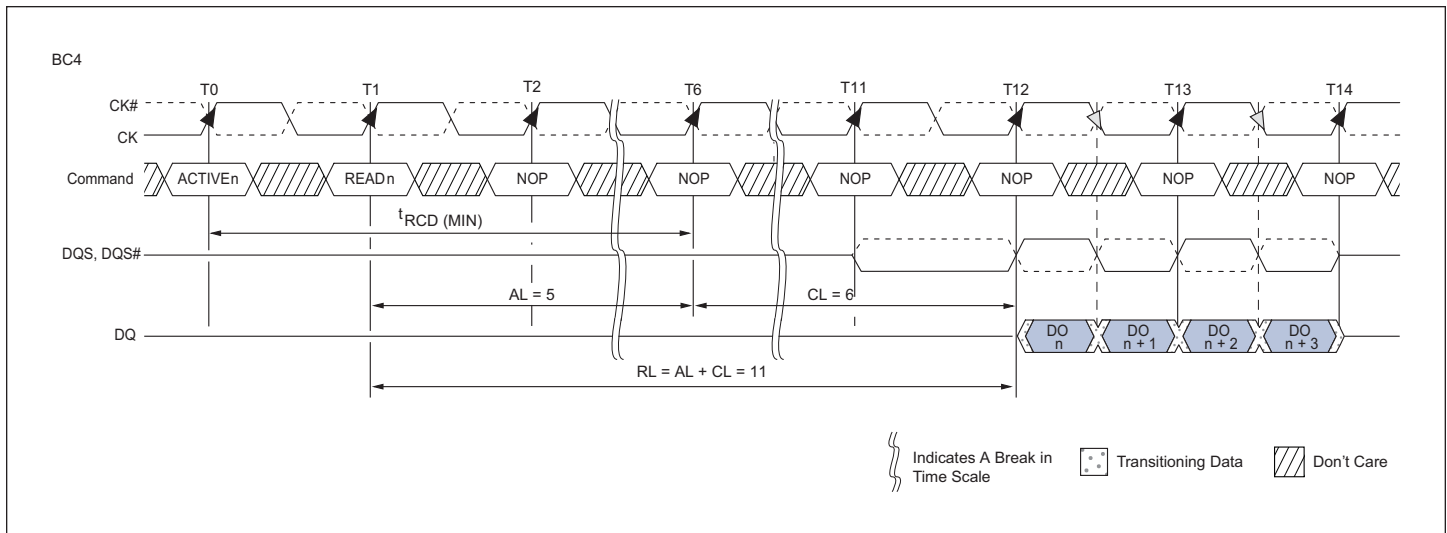 BC4
T0 T1 T2 T6 T11 T12 T13 T14
CK#
CK
Command ACTIVE n READ n NOP NOP NOP NOP NOP NOP
tRCD (MIN)
DQS, DQS#
AL = 5 CL = 6
DQ DO n DO n + 1 DO n + 2 DO n + 3
RL = AL + CL = 11
Indicates A Break in
Time Scale
Transitioning Data
Don't Care